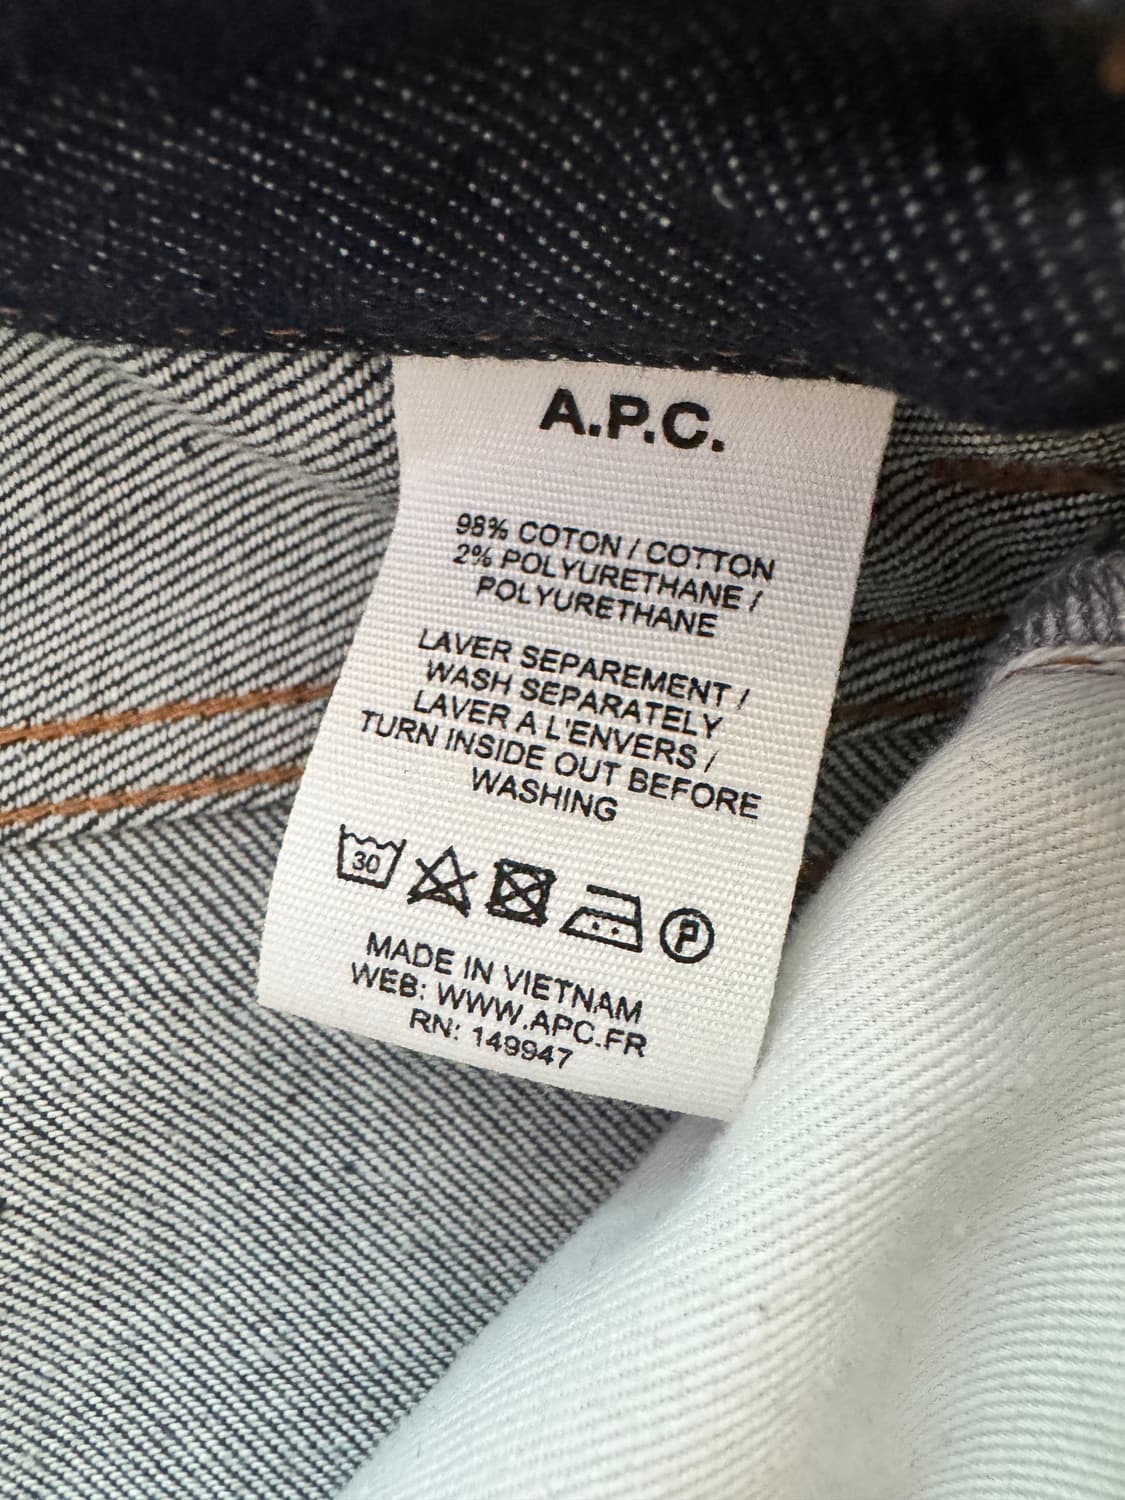 A.P.C.
98% COTON / COTTON
2% POLYURETHANE /
POLYURETHANE
LAVER SEPAREMENT /
WASH SEPARATELY
LAVER A L'ENVERS /
TURN INSIDE OUT BEFORE
WASHING
30 P
MADE IN VIETNAM
WEB: WWW.APC.FR
RN: 149947